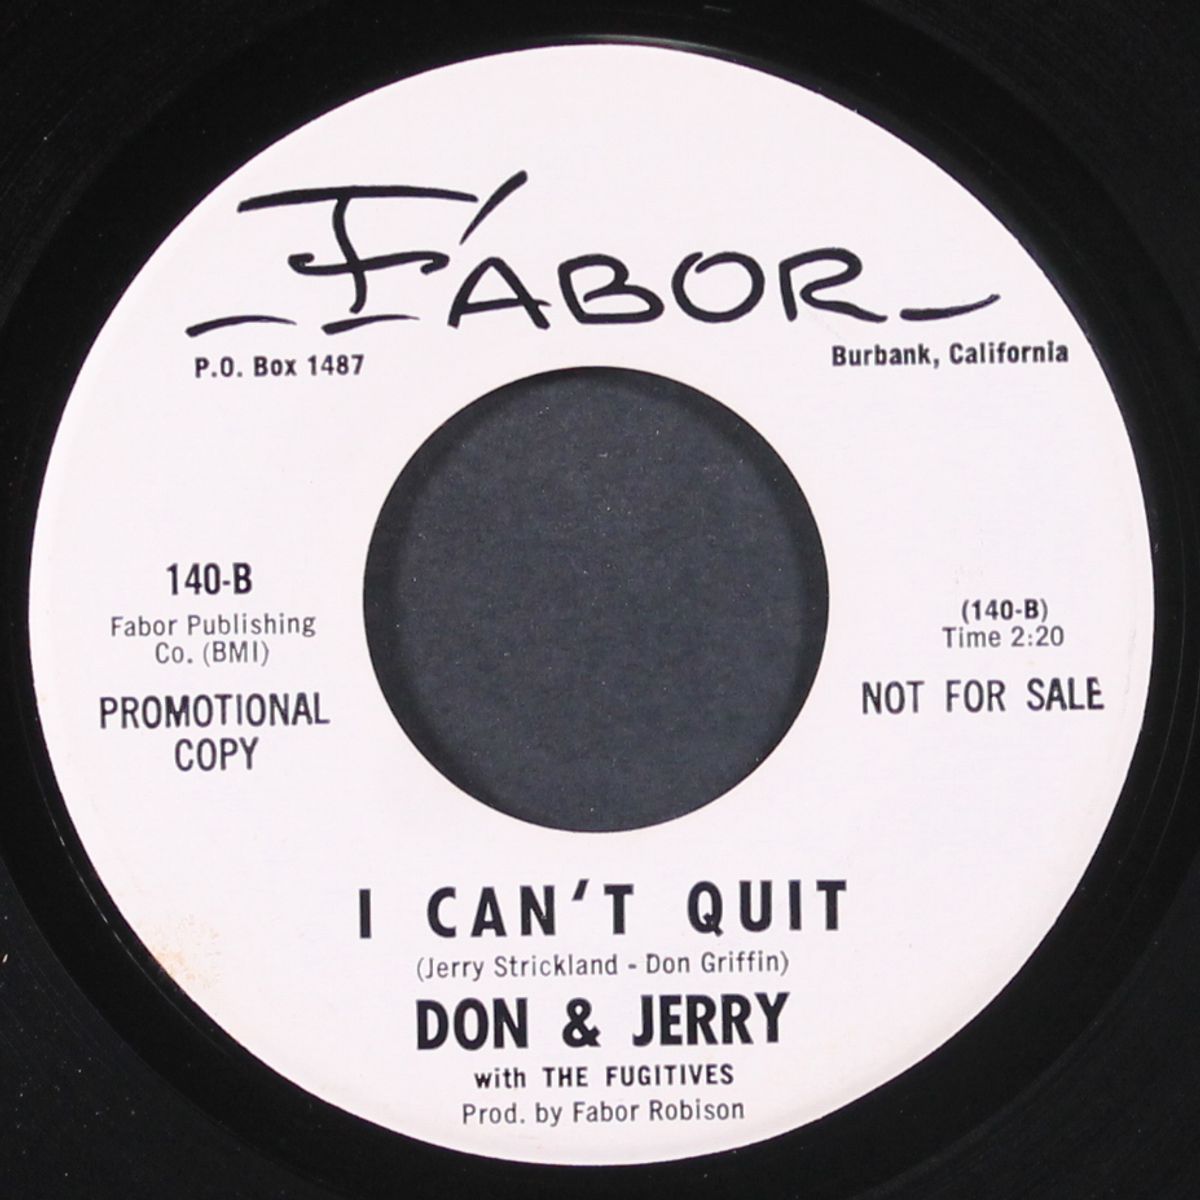 FABOR
P.O. Box 1487
Burbank, California
140-B
Fabor Publishing
Co. (BMI)
PROMOTIONAL
COPY
(140-B)
Time 2:20
NOT FOR SALE
I CAN'T QUIT
(Jerry Strickland - Don Griffin)
DON & JERRY
with THE FUGITIVES
Prod. by Fabor Robison